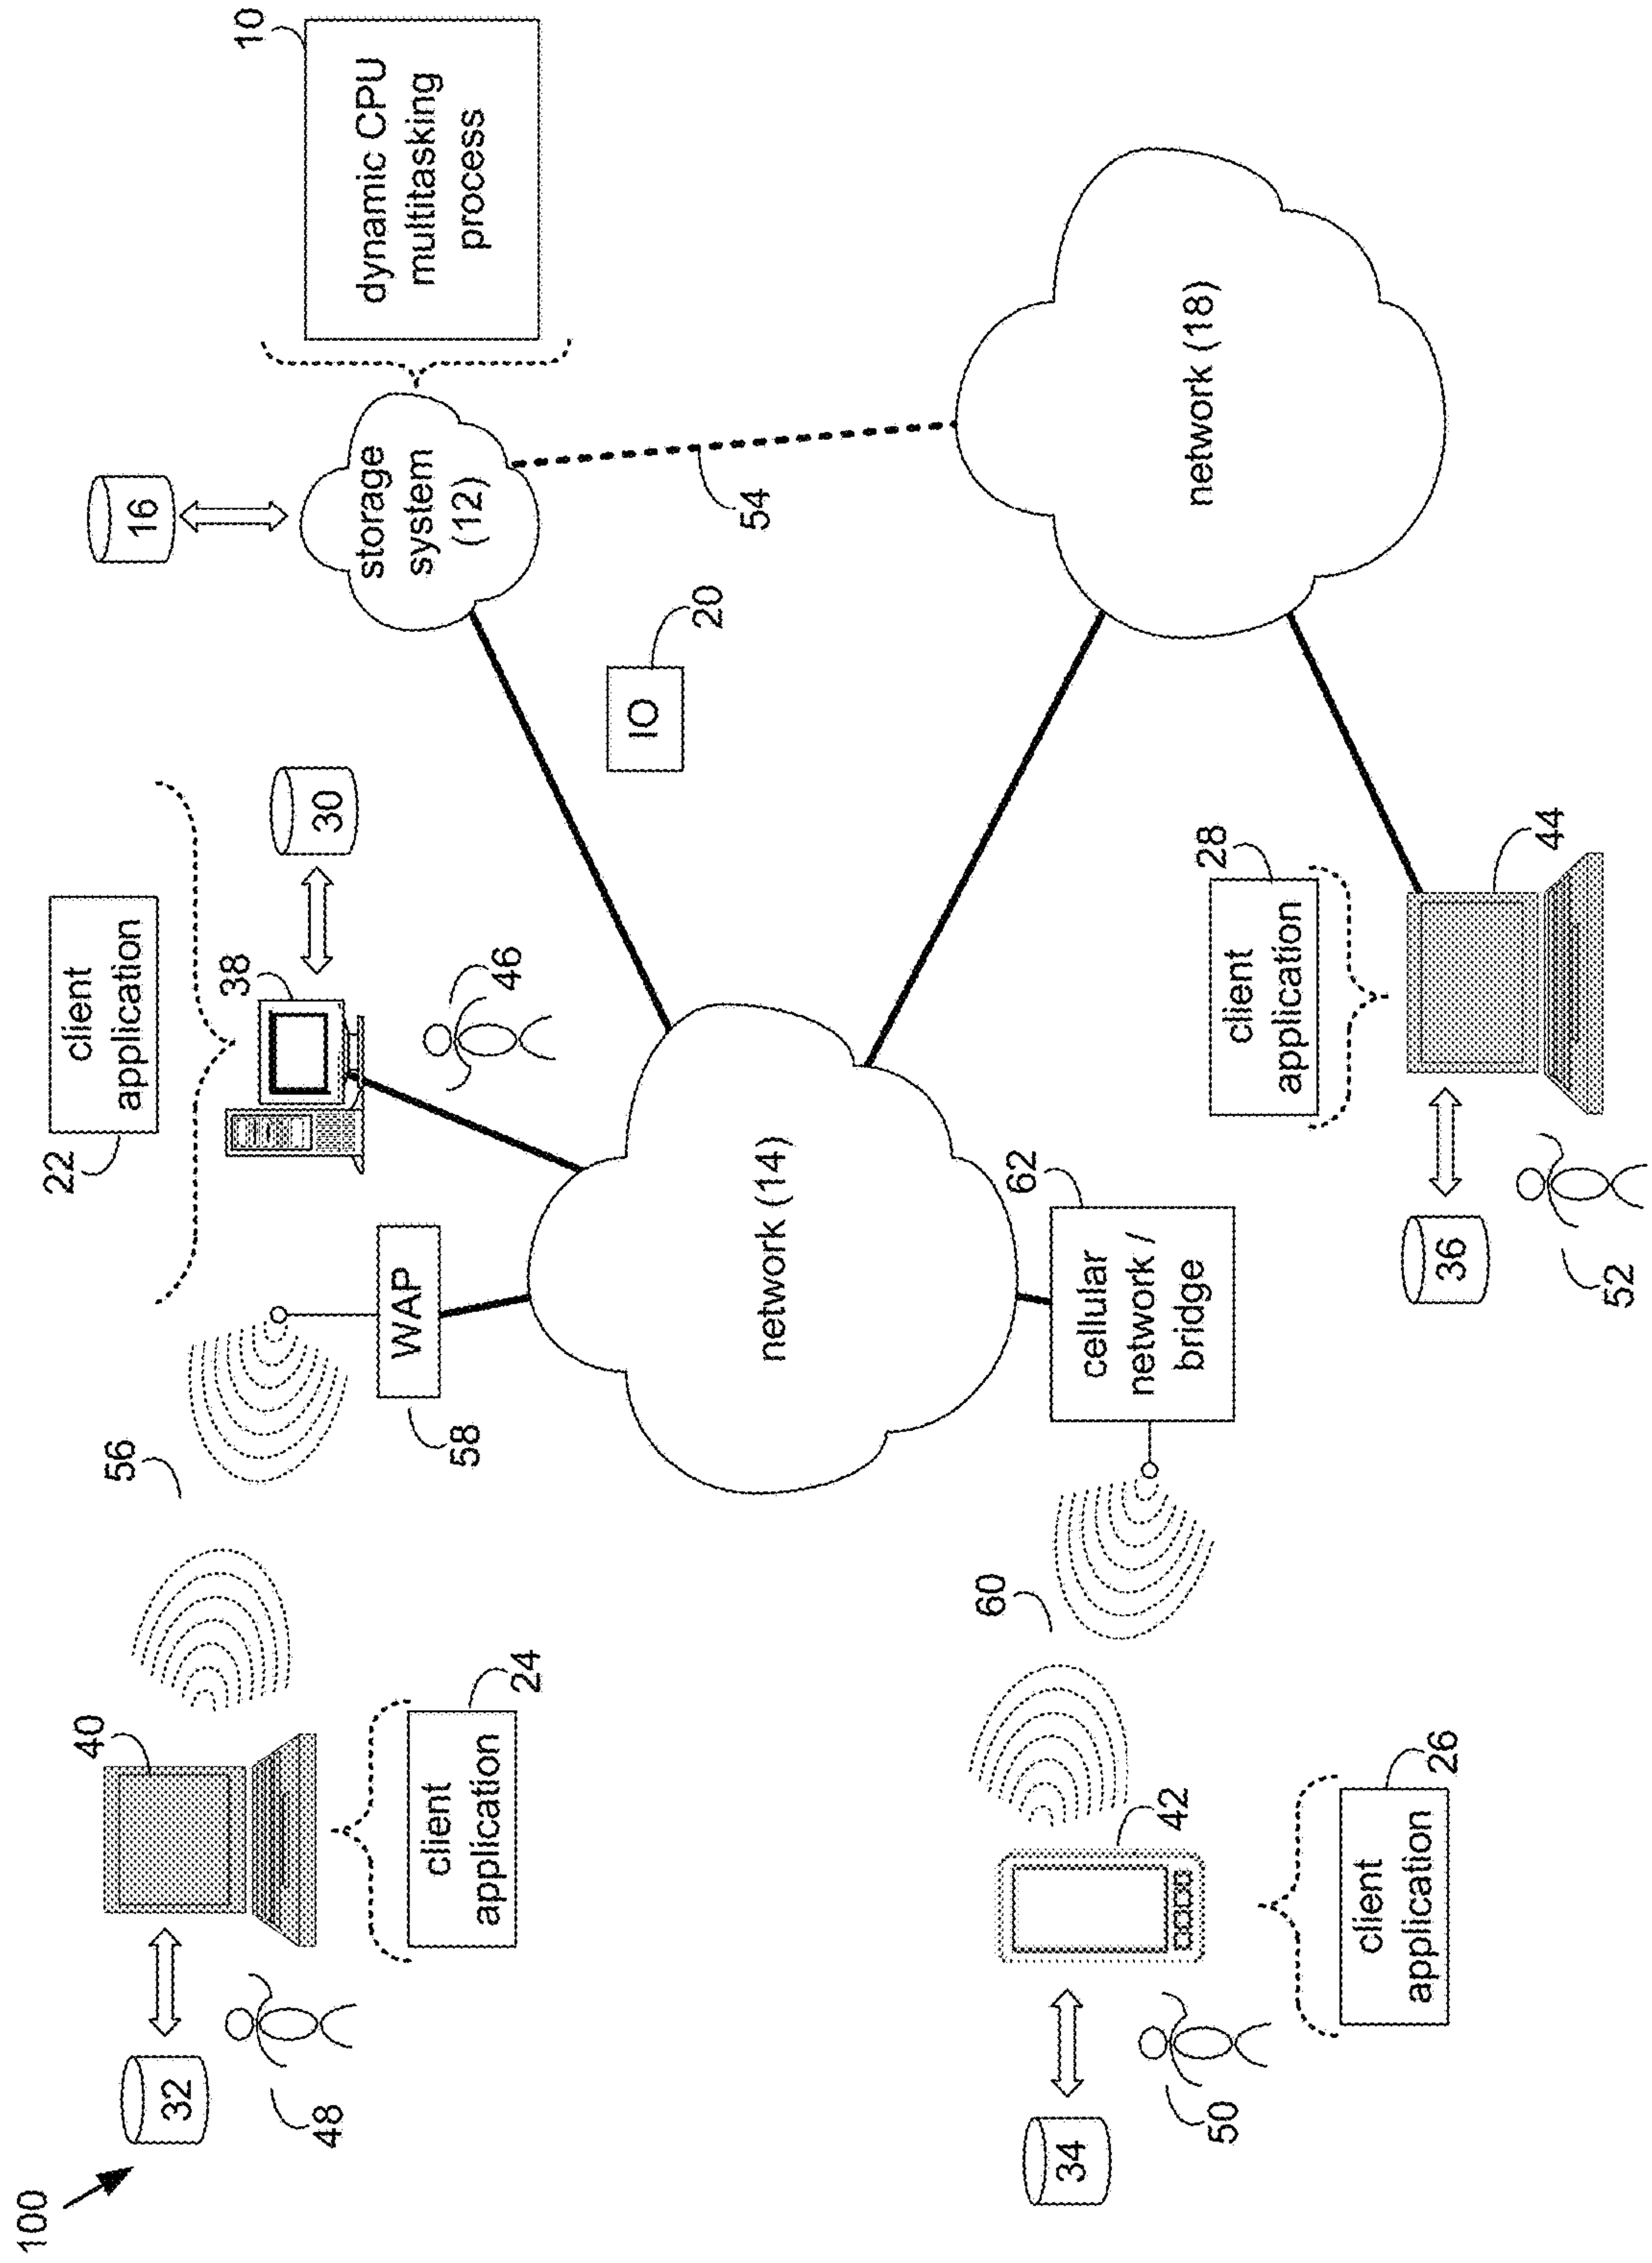 100
32
48
40
client
application
24
56
WAP
58
client
application
22
38
30
46
16
storage
system
(12)
10
dynamic CPU
multitasking
process
IO
20
54
network (14)
network (18)
34
50
42
client
application
26
60
cellular
network /
bridge
62
36
52
client
application
28
44